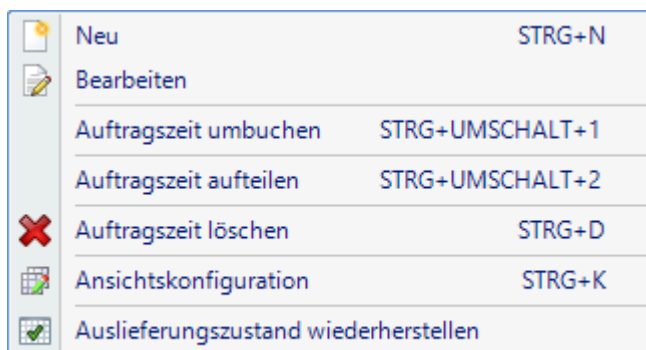 Neu STRG+N
Bearbeiten
Auftragszeit umbuchen STRG+UMSCHALT+1
Auftragszeit aufteilen STRG+UMSCHALT+2
Auftragszeit löschen STRG+D
Ansichtskonfiguration STRG+K
Auslieferungszustand wiederherstellen